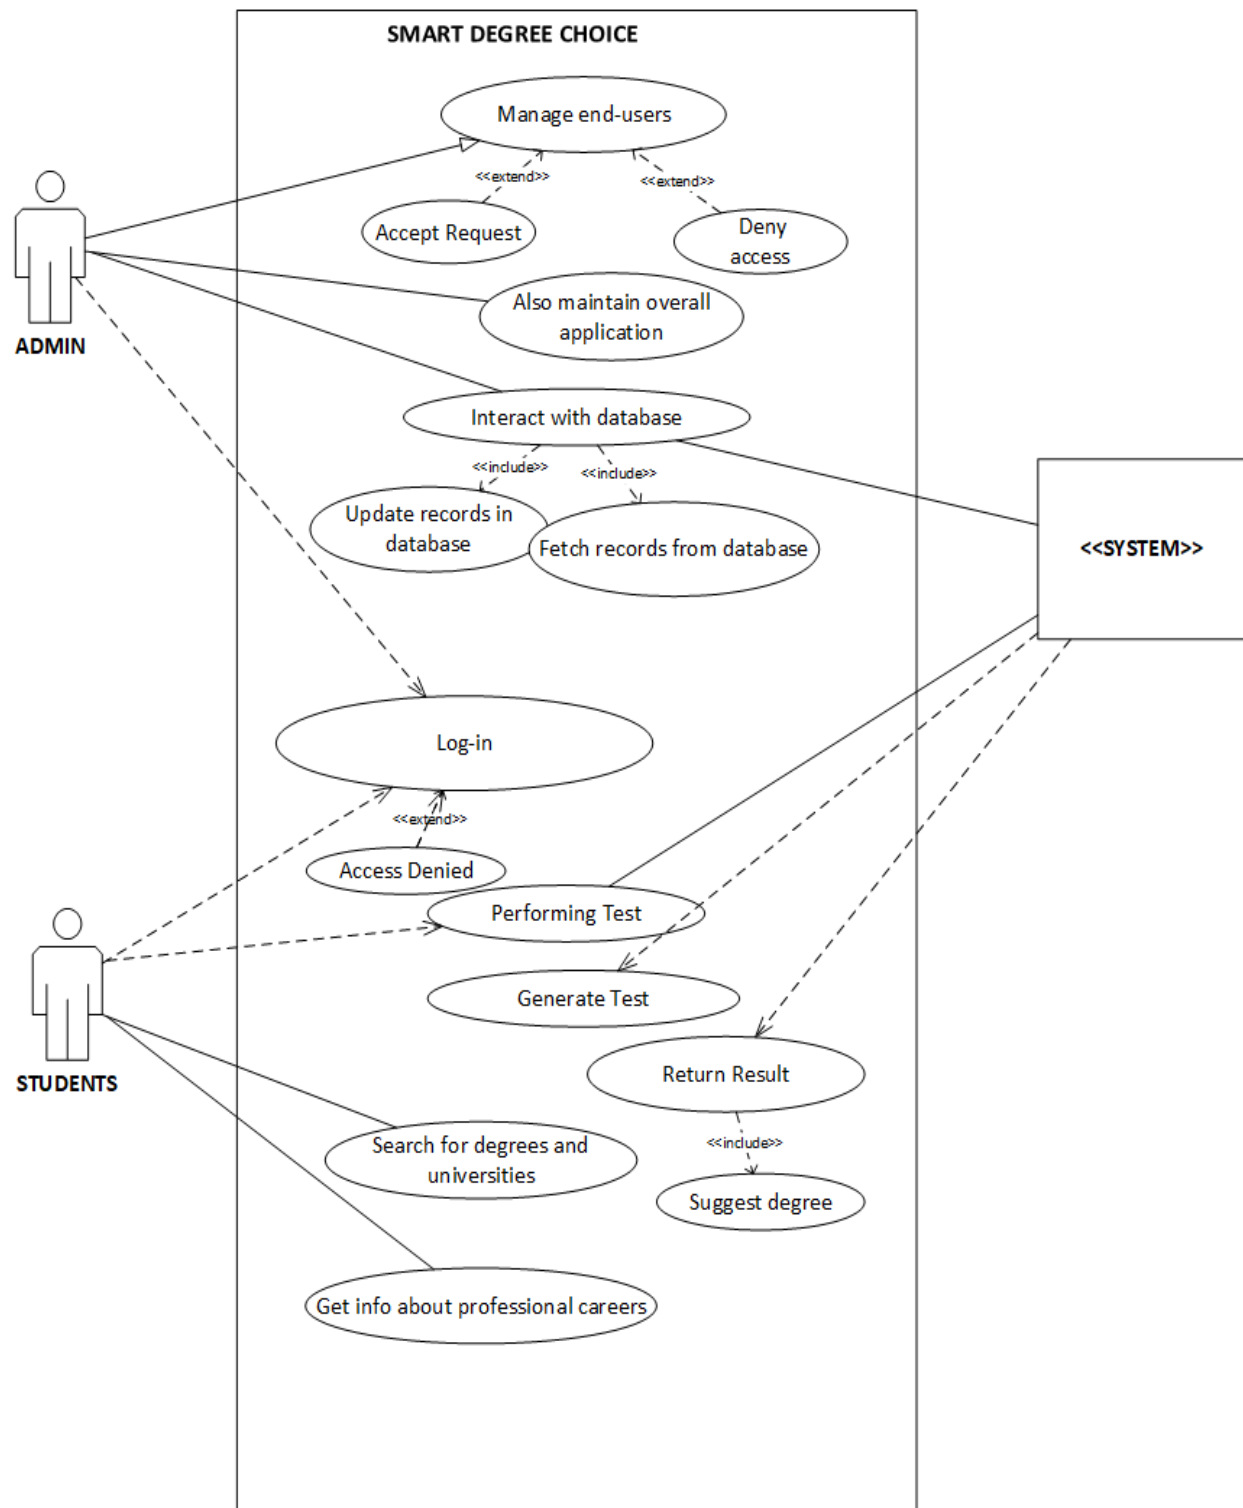 SMART DEGREE CHOICE
Manage end-users
<<extend>>
<<extend>>
Accept Request
Deny
access
Also maintain overall
application
ADMIN
Interact with database
<<include>>
<<include>>
Update records in
database
Fetch records from database
<<SYSTEM>>
Log-in
<<extend>>
Access Denied
Performing Test
Generate Test
Return Result
STUDENTS
<<include>>
Search for degrees and
universities
Suggest degree
Get info about professional careers